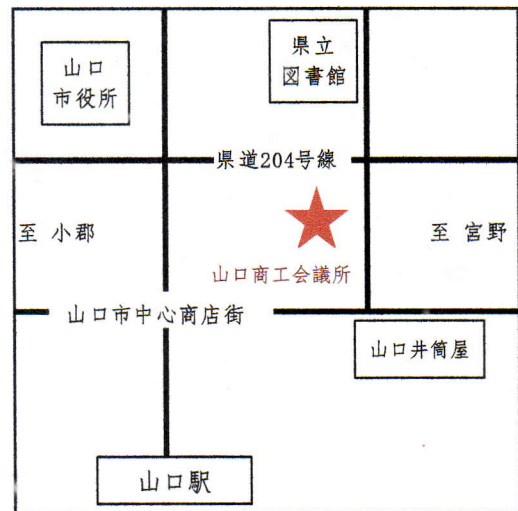 山口
市役所
県立
図書館
県道204号線
至 小郡
至 宮野
山口商工会議所
山口市中心商店街
山口井筒屋
山口駅